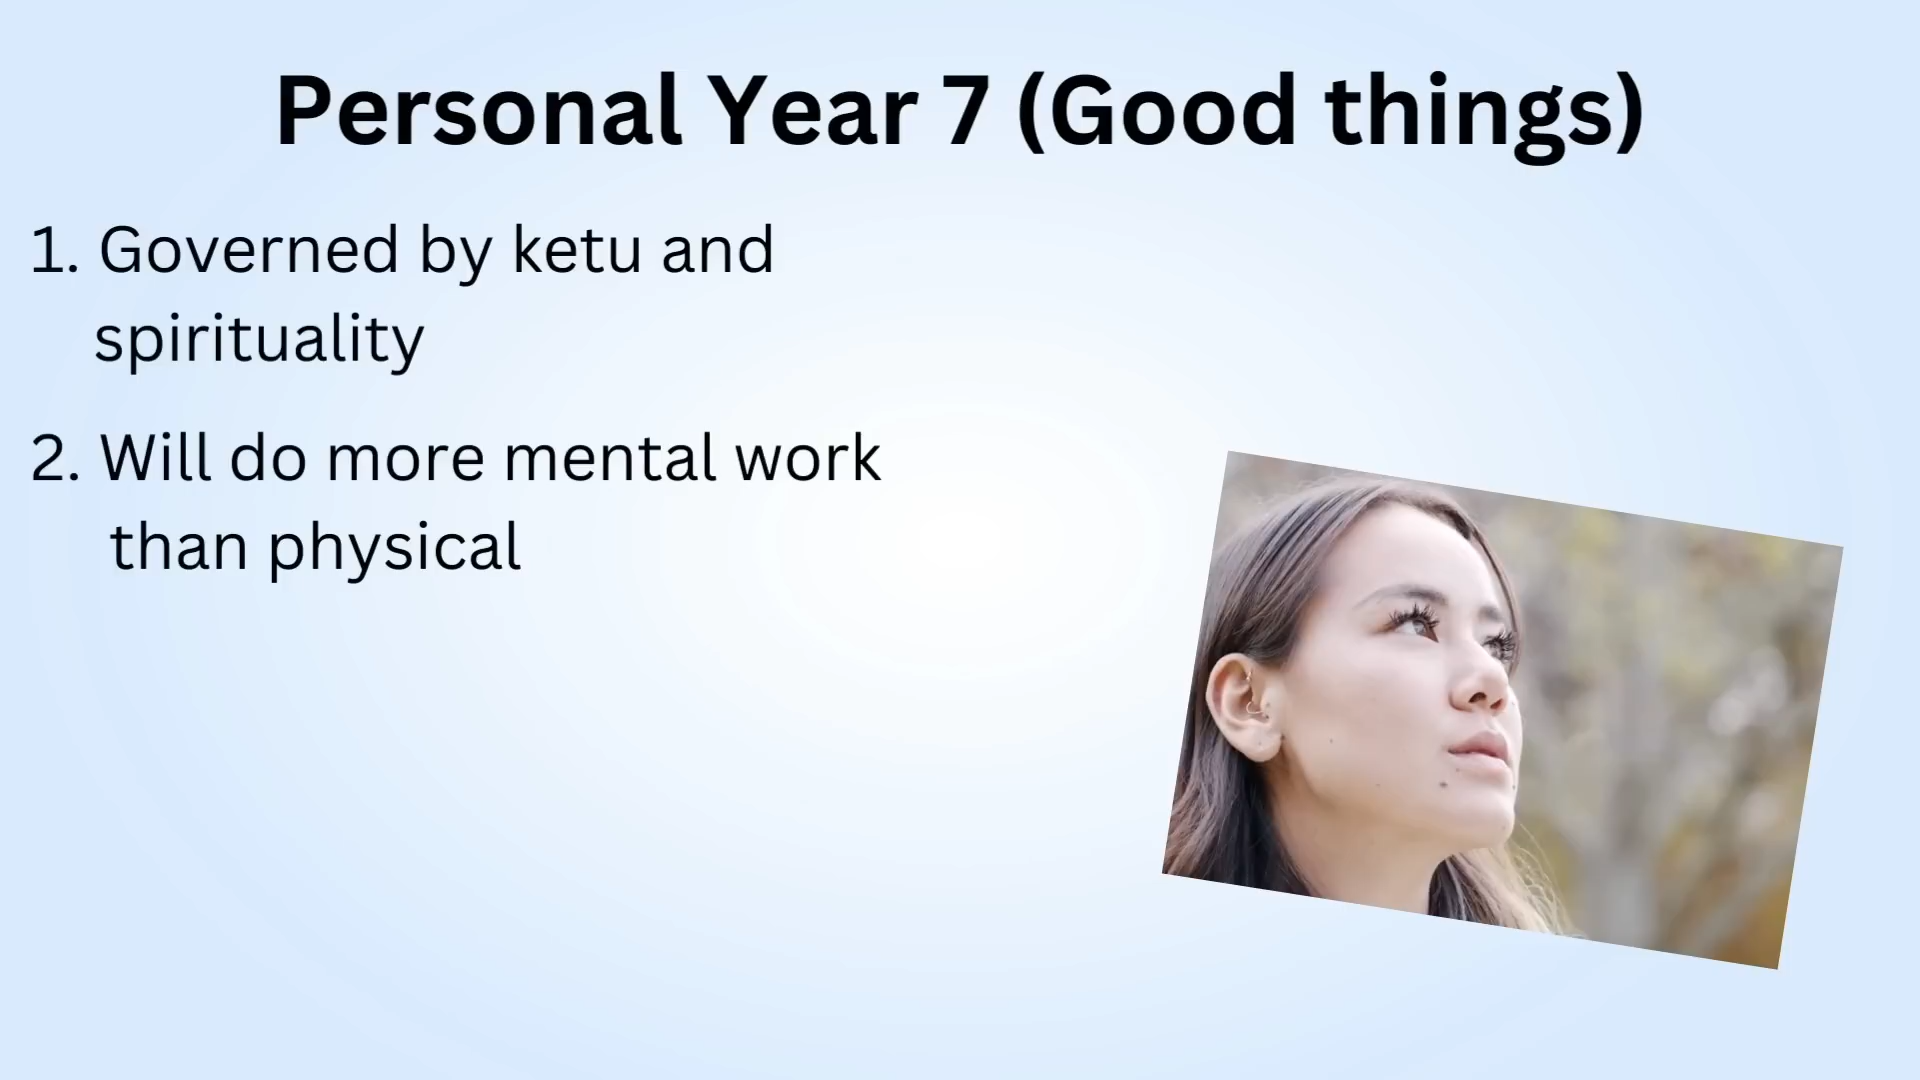 Personal Year 7 (Good things)
1. Governed by ketu and
spirituality
2. Will do more mental work
than physical